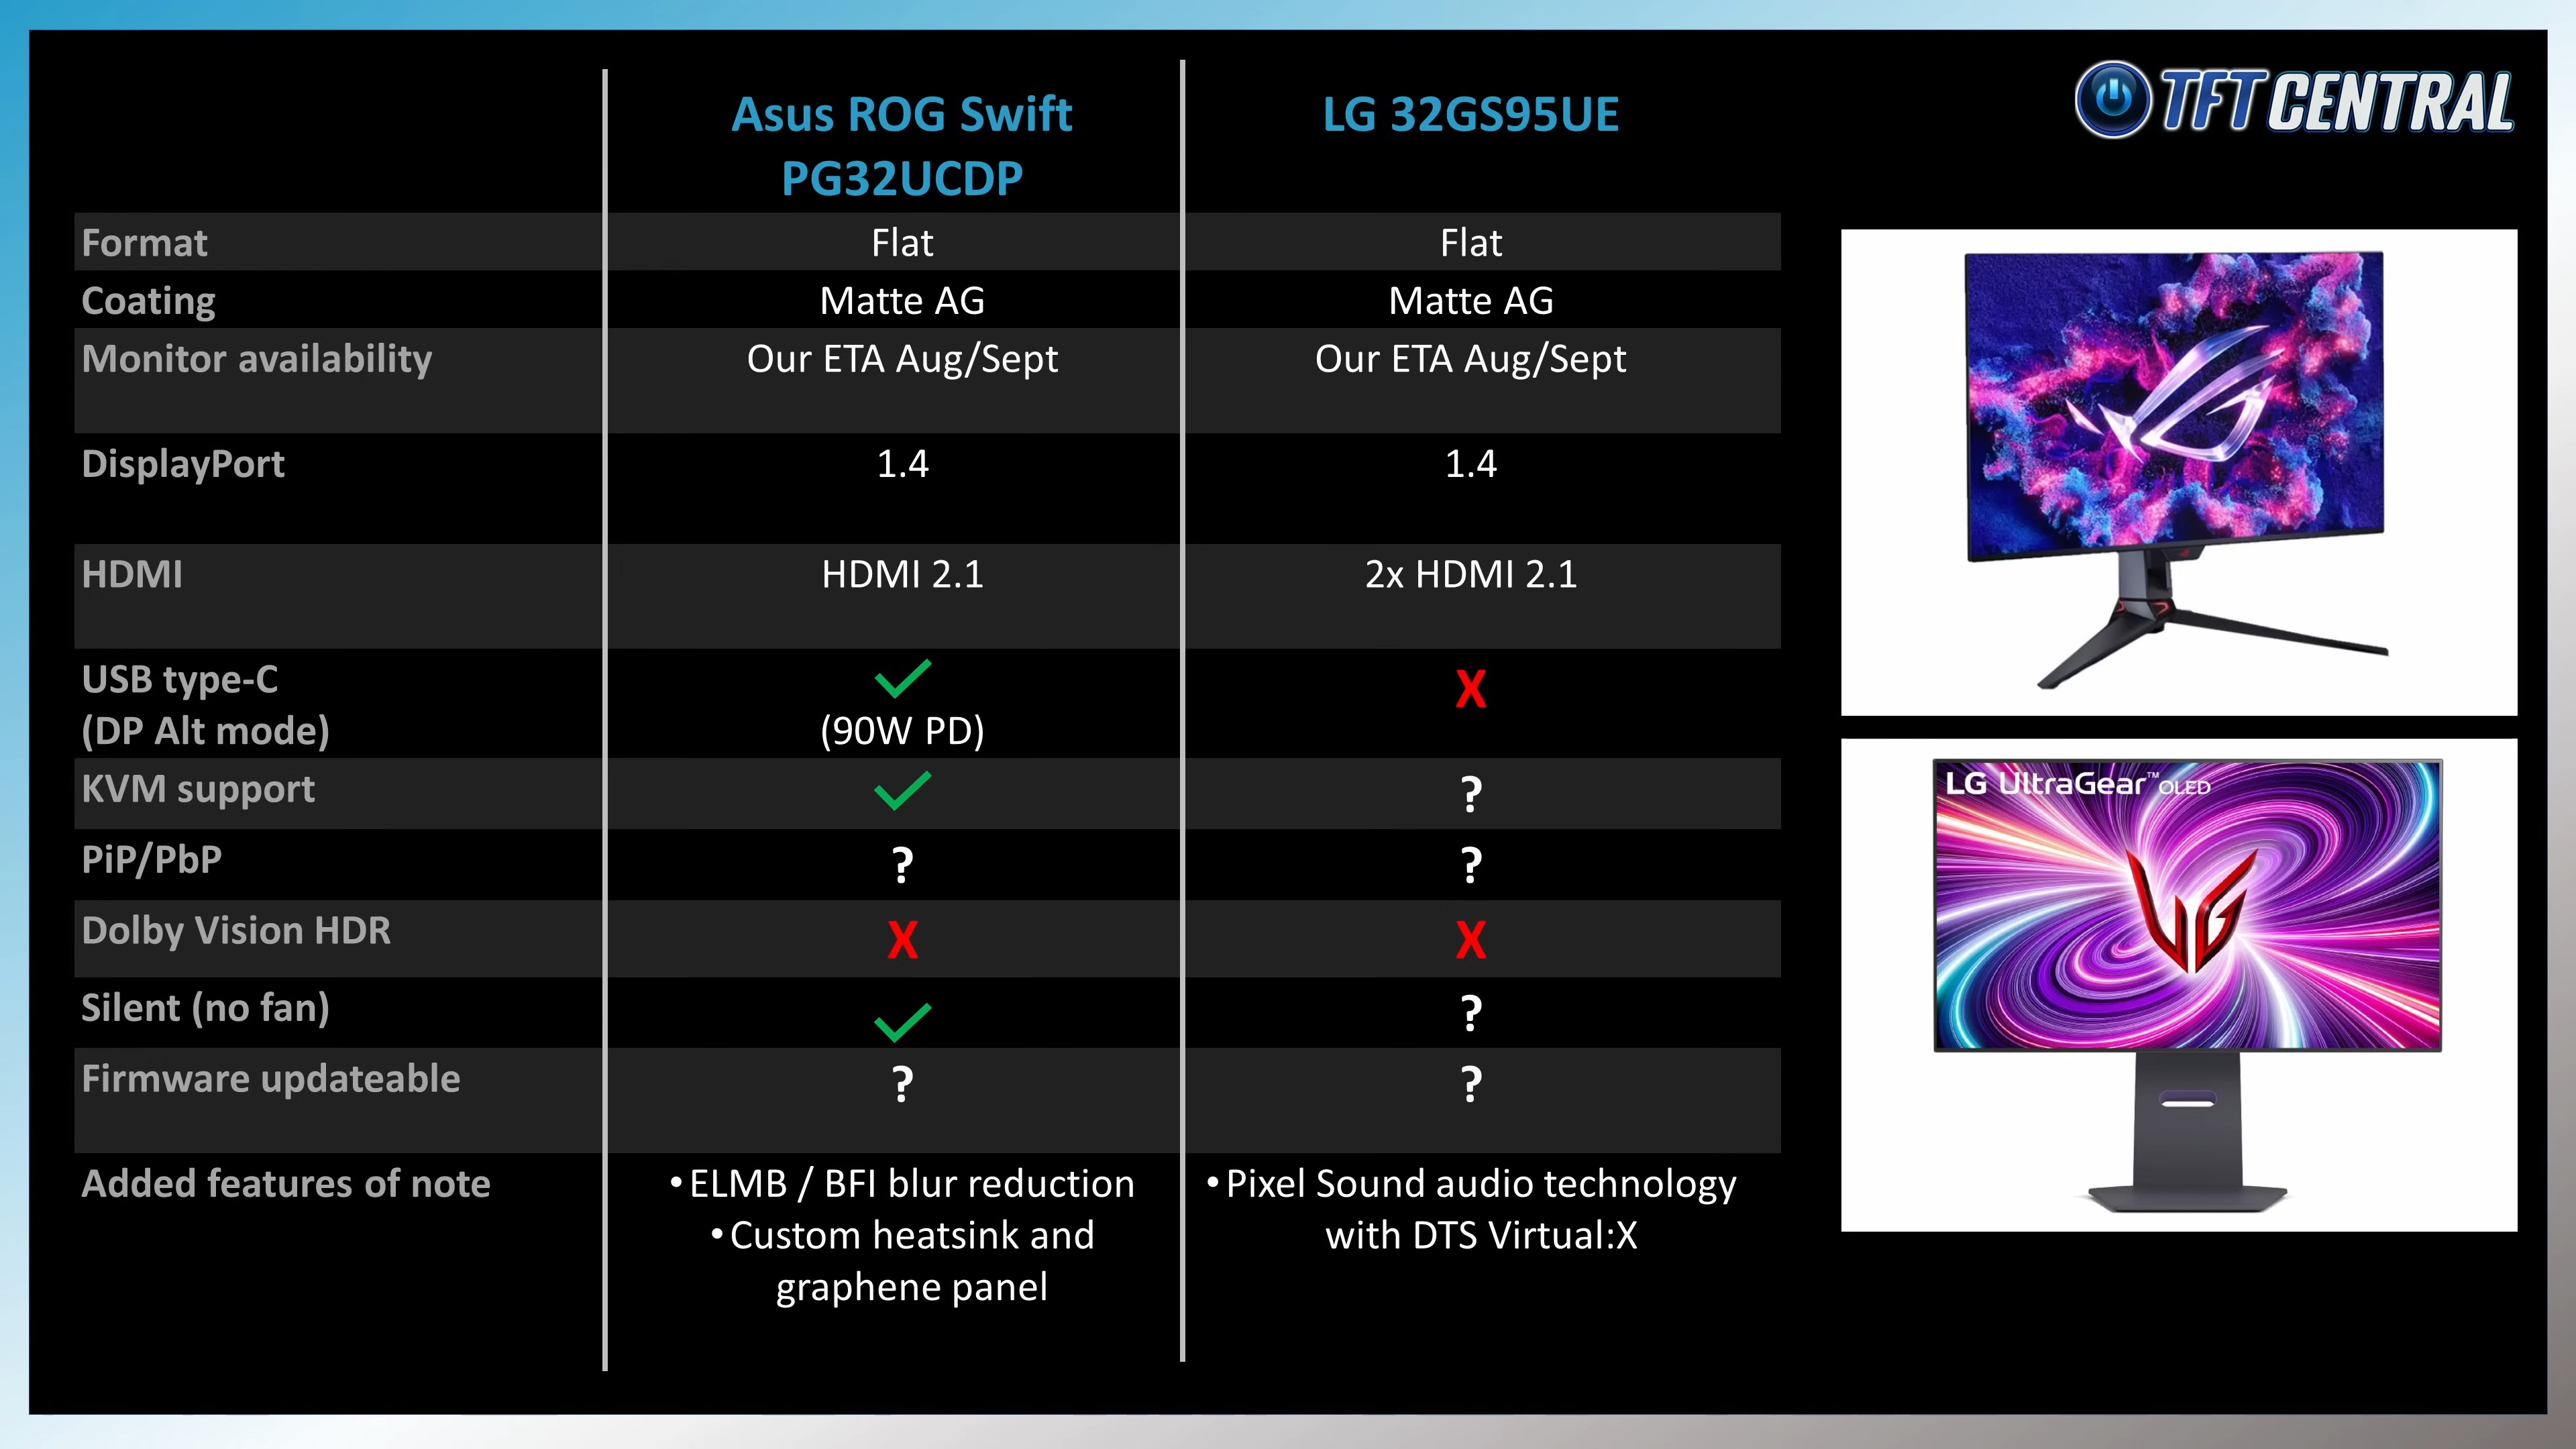 TFTCENTRAL
Asus ROG Swift
PG32UCDP
LG 32GS95UE
Format
Flat
Flat
Coating
Matte AG
Matte AG
Monitor availability
Our ETA Aug/Sept
Our ETA Aug/Sept
DisplayPort
1.4
1.4
HDMI
HDMI 2.1
2x HDMI 2.1
USB type-C
(DP Alt mode)
(90W PD)
X
KVM support
?
PiP/PbP
?
?
Dolby Vision HDR
X
X
Silent (no fan)
?
Firmware updateable
?
?
Added features of note
• ELMB / BFI blur reduction
• Custom heatsink and
graphene panel
• Pixel Sound audio technology
with DTS Virtual:X
LG UltraGear™ OLED